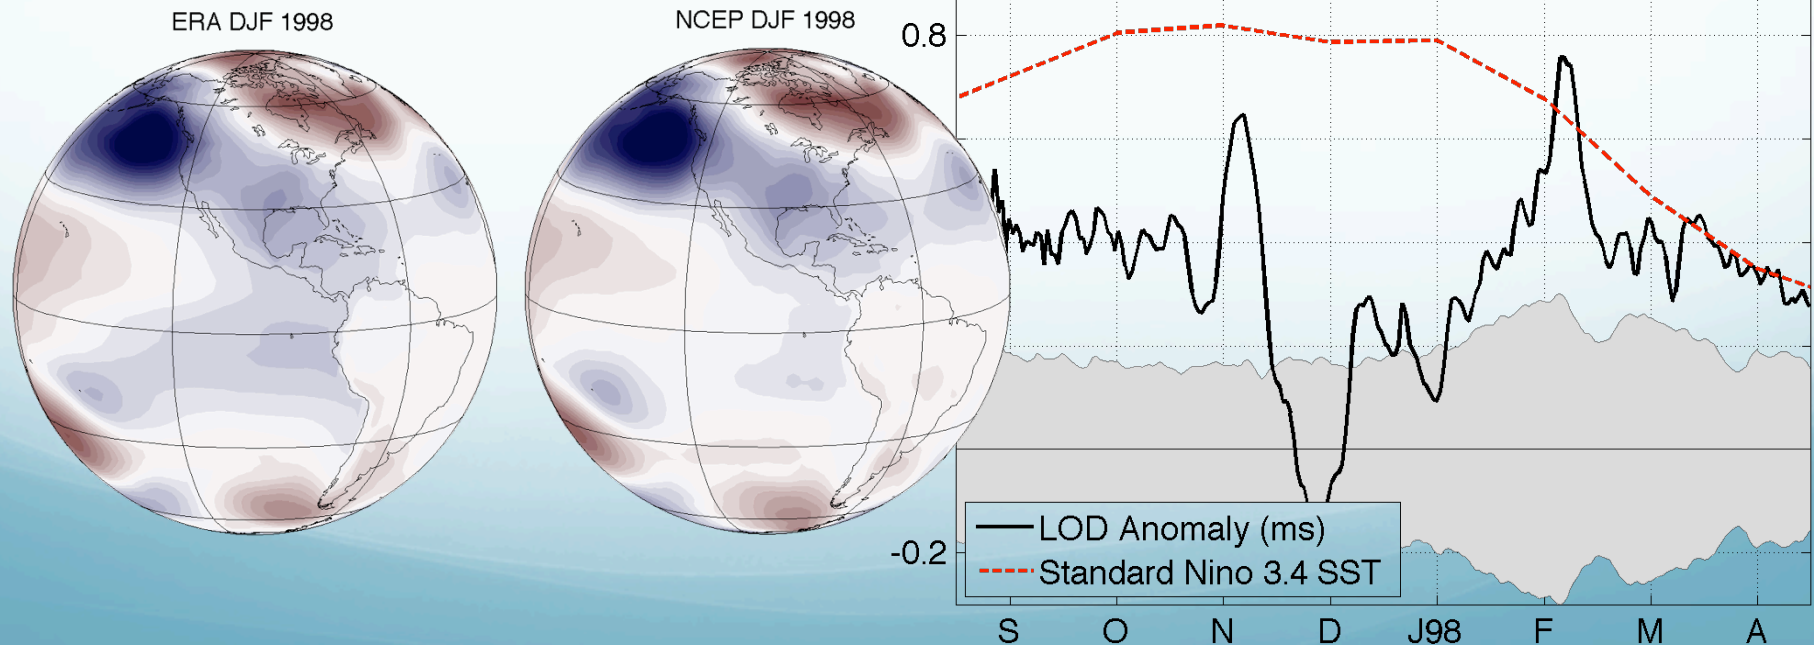 ERA DJF 1998
NCEP DJF 1998
0.8
-0.2
LOD Anomaly (ms)
Standard Nino 3.4 SST
S O N D J98 F M A